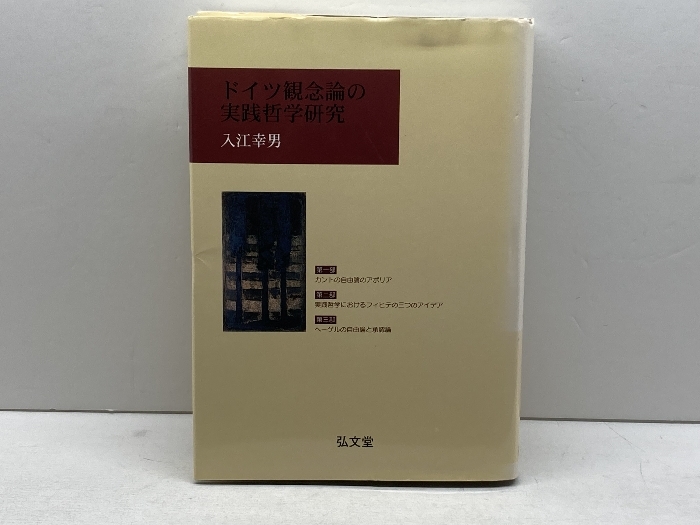 ドイツ観念論の
実践哲学研究
入江幸男
第一部
カントの自由論のアポリア
第二部
実践哲学におけるフィヒテの三つのアイデア
第三部
ヘーゲルの自由論と承認論
弘文堂